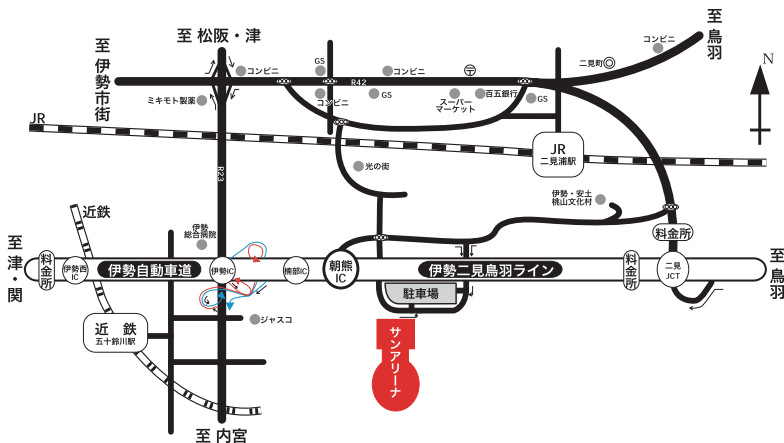 至 鳥羽
コンビニ
至 松阪・津
至 伊勢市街
二見町
N
コンビニ
GS
コンビニ
R42
ミキモト製薬
コンビニ
GS
スーパー
マーケット
百五銀行
GS
JR
JR
二見浦駅
光の街
R23
伊勢・安土
桃山文化村
近鉄
伊勢
総合病院
料金所
至 津・関
料金所
伊勢西
IC
伊勢自動車道
伊勢IC
楠部IC
朝熊
IC
伊勢二見鳥羽ライン
料金所
二見
JCT
至 鳥羽
駐車場
ジャスコ
近 鉄
五十鈴川駅
サンアリーナ
至 内宮